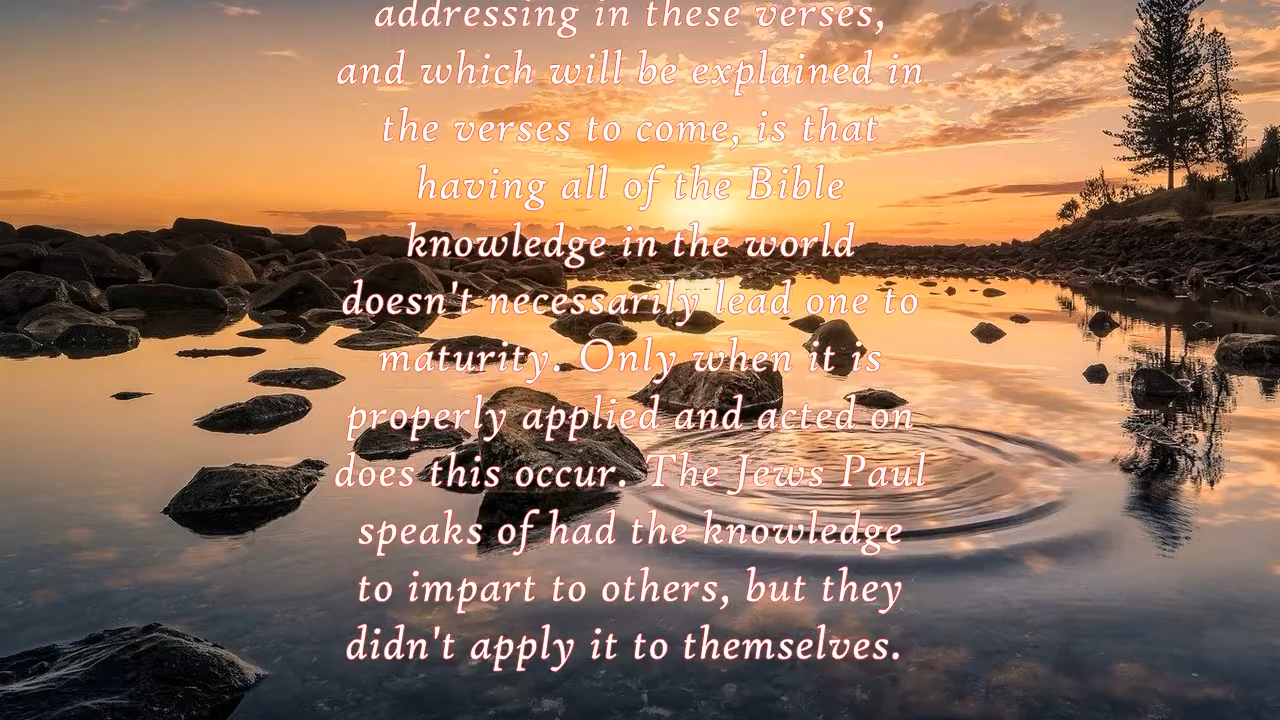 addressing in these verses,
and which will be explained in
the verses to come, is that
having all of the Bible
knowledge in the world
doesn't necessarily lead one to
maturity. Only when it is
properly applied and acted on
does this occur. The Jews Paul
speaks of had the knowledge
to impart to others, but they
didn't apply it to themselves.